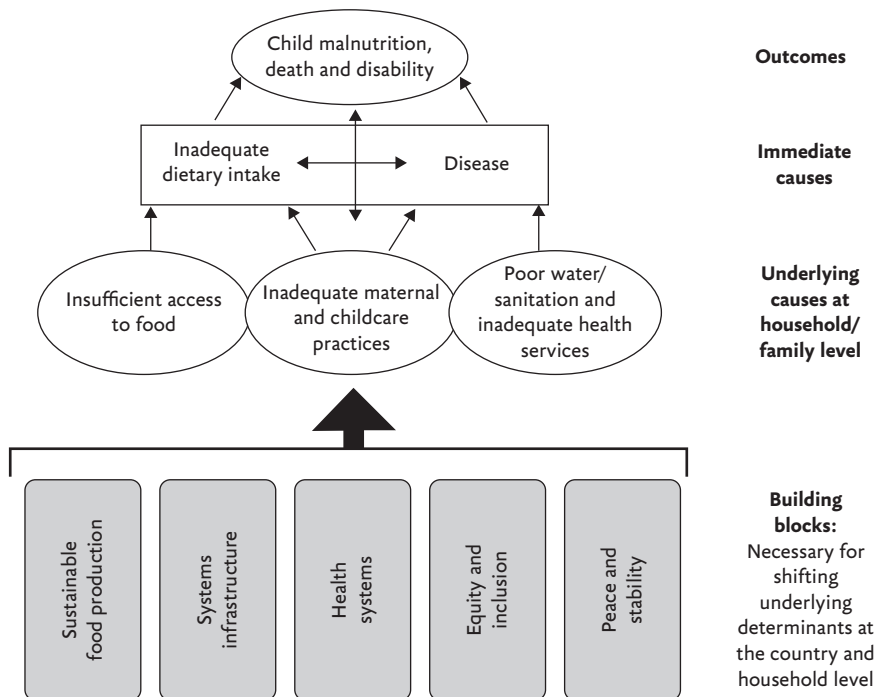 Child malnutrition,
death and disability
Outcomes
Inadequate
dietary intake
Disease
Immediate
causes
Insufficient access
to food
Inadequate maternal
and childcare
practices
Poor water/
sanitation and
inadequate health
services
Underlying
causes at
household/
family level
Sustainable
food production
Systems
infrastructure
Health
systems
Equity and
inclusion
Peace and
stability
Building
blocks:
Necessary for
shifting
underlying
determinants at
the country and
household level